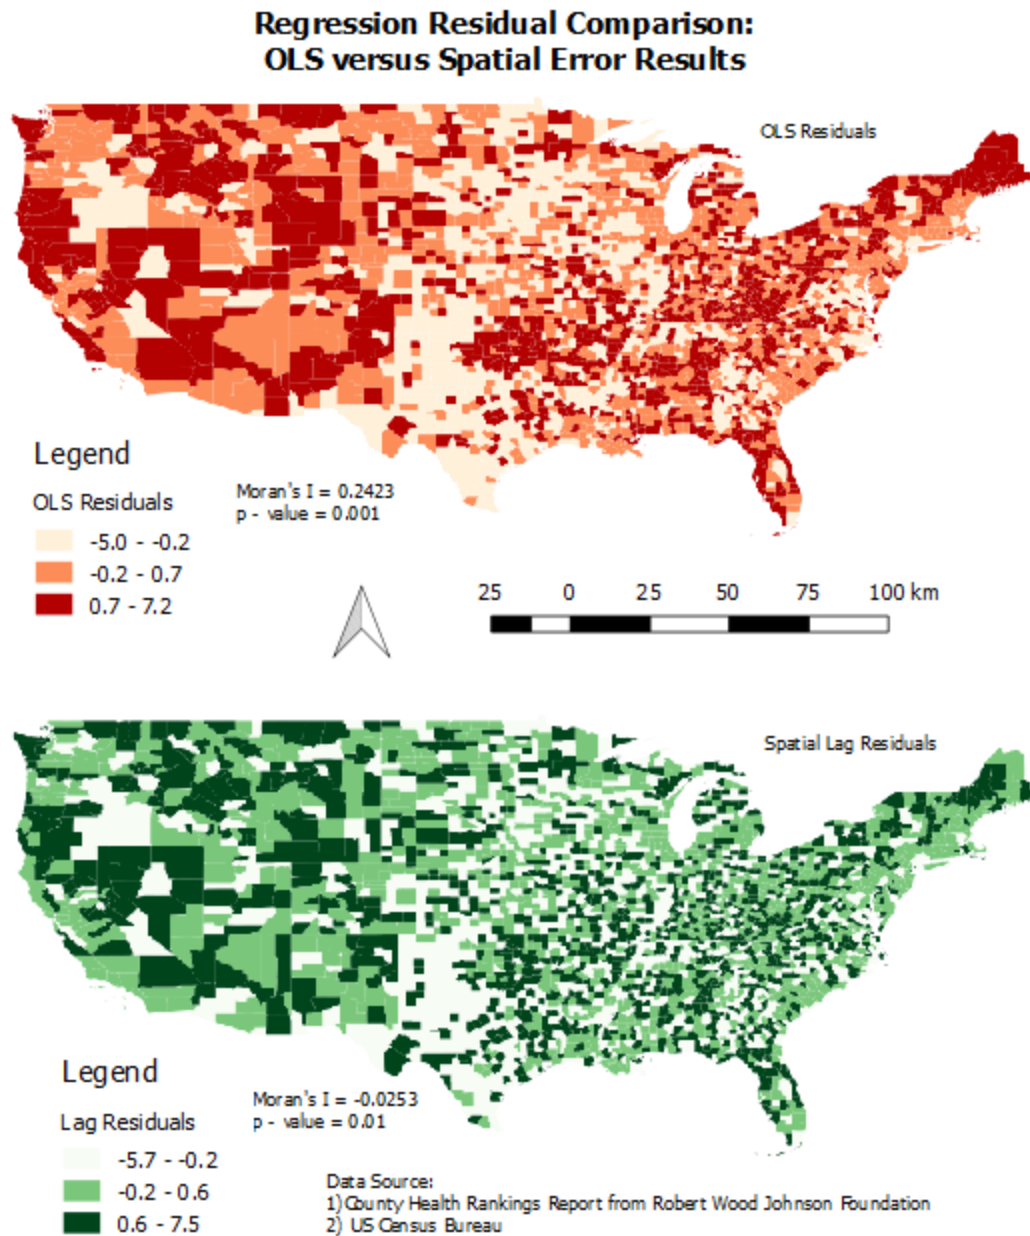 Regression Residual Comparison:
OLS versus Spatial Error Results
OLS Residuals
Legend
OLS Residuals
-5.0 - -0.2
-0.2 - 0.7
0.7 - 7.2
Moran's I = 0.2423
p - value = 0.001
25 0 25 50 75 100 km
Spatial Lag Residuals
Legend
Lag Residuals
-5.7 - -0.2
-0.2 - 0.6
0.6 - 7.5
Moran's I = -0.0253
p - value = 0.01
Data Source:
1)County Health Rankings Report from Robert Wood Johnson Foundation
2) US Census Bureau